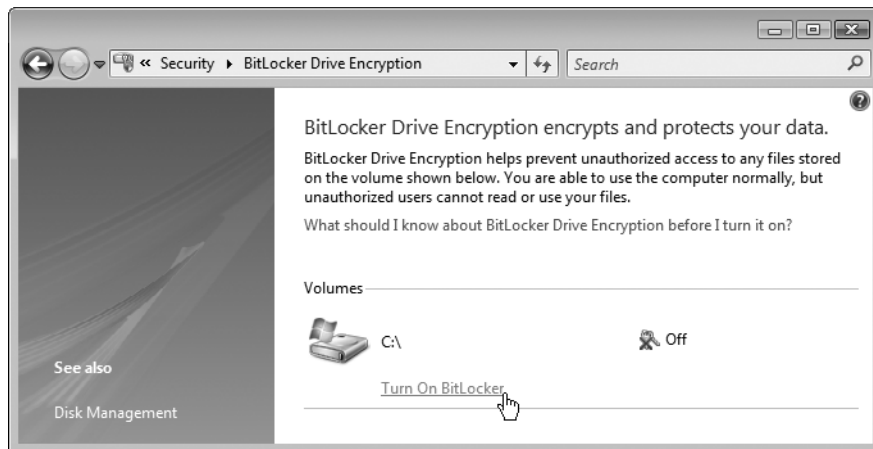 « Security ▸ BitLocker Drive Encryption
Search
BitLocker Drive Encryption encrypts and protects your data.
BitLocker Drive Encryption helps prevent unauthorized access to any files stored
on the volume shown below. You are able to use the computer normally, but
unauthorized users cannot read or use your files.
What should I know about BitLocker Drive Encryption before I turn it on?
Volumes
C:\ Off
Turn On BitLocker
See also
Disk Management